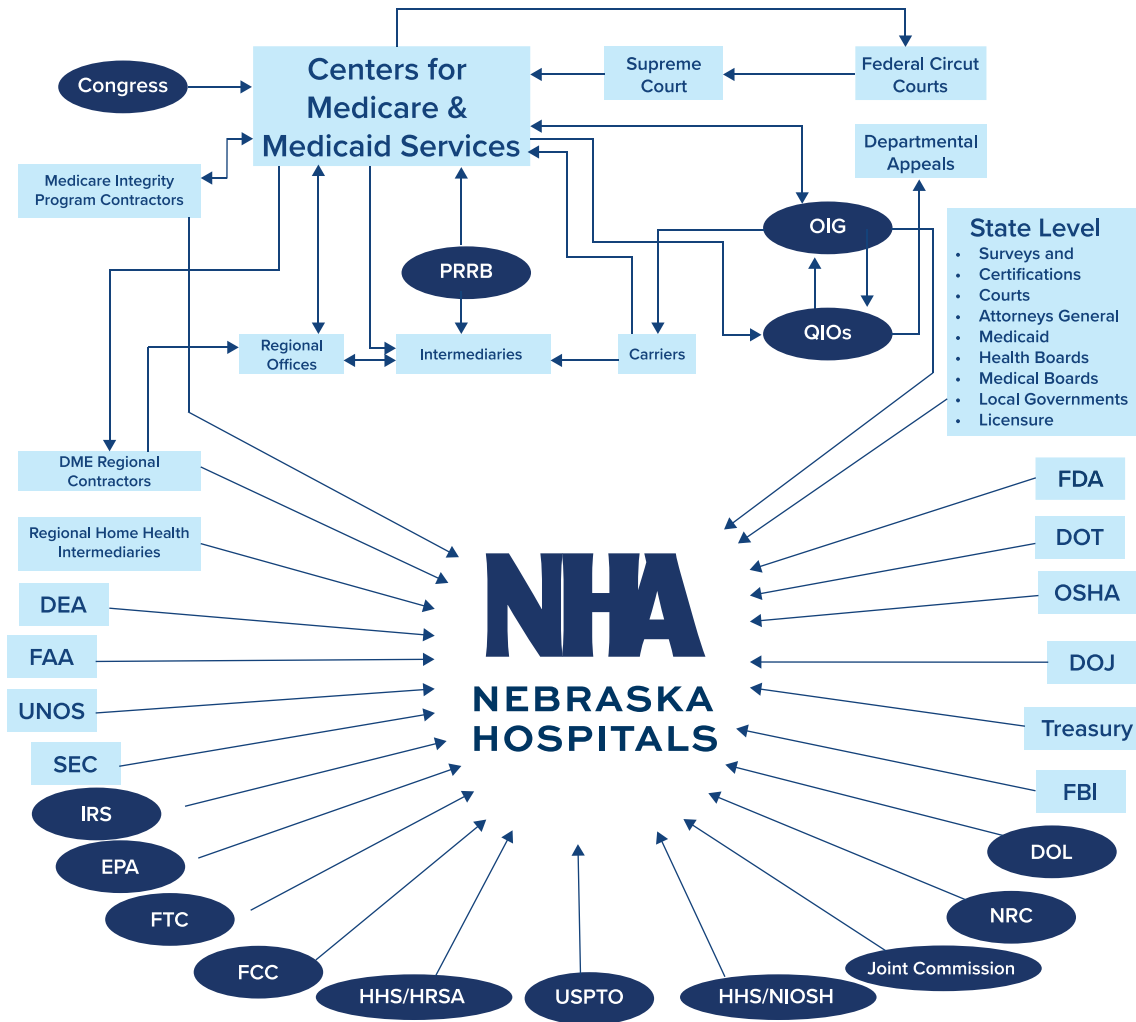 Congress
Centers for
Medicare &
Medicaid Services
Supreme
Court
Federal Circut
Courts
Departmental
Appeals
Medicare Integrity
Program Contractors
OIG
State Level
• Surveys and
• Certifications
• Courts
• Attorneys General
• Medicaid
• Health Boards
• Medical Boards
• Local Governments
• Licensure
PRRB
QIOs
Regional
Offices
Intermediaries
Carriers
DME Regional
Contractors
Regional Home Health
Intermediaries
DEA
FAA
UNOS
SEC
IRS
EPA
FTC
FCC
HHS/HRSA
USPTO
HHS/NIOSH
Joint Commission
NRC
DOL
FBI
Treasury
DOJ
OSHA
DOT
FDA
NHA
NEBRASKA
HOSPITALS